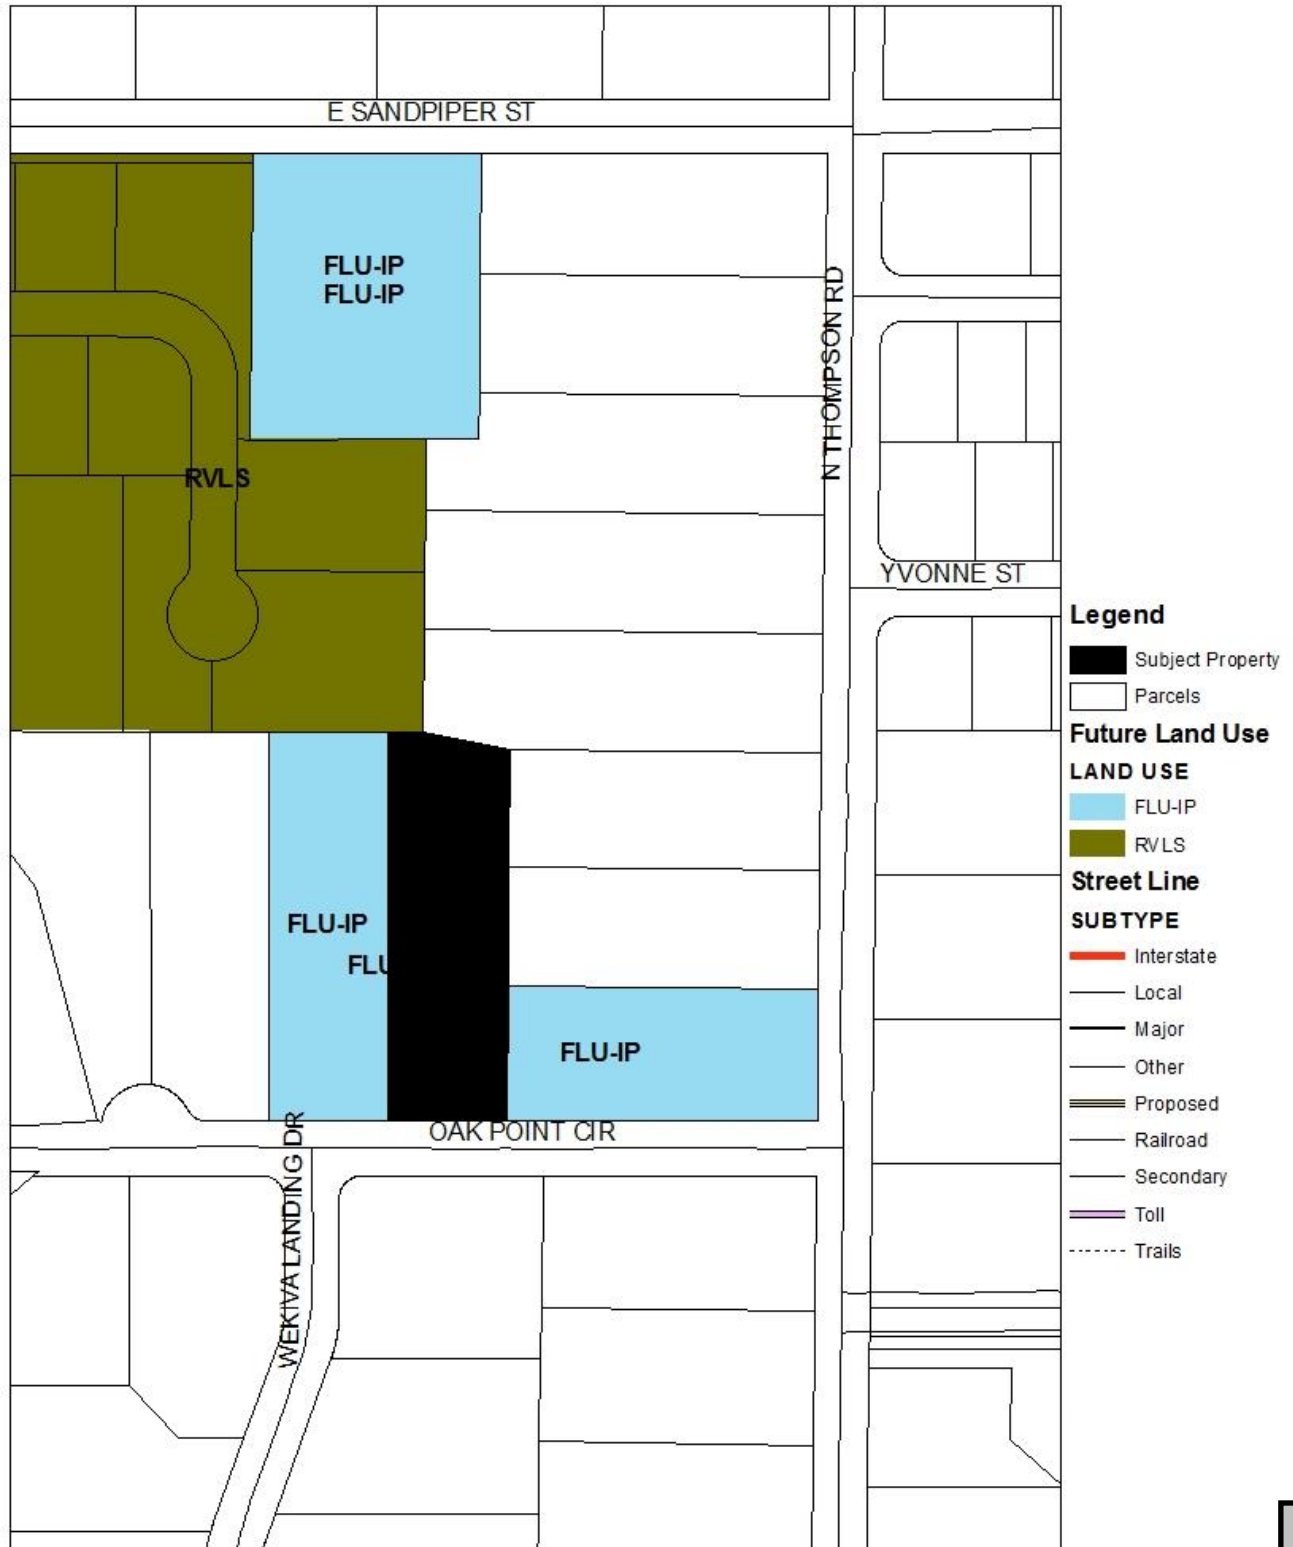 E SANDPIPER ST
FLU-IP
FLU-IP
N THOMPSON RD
RVLS
YVONNE ST
FLU-IP
FLU
FLU-IP
OAK POINT CIR
WEKIVA LANDING DR
Legend
Subject Property
Parcels
Future Land Use
LAND USE
FLU-IP
RVLS
Street Line
SUBTYPE
Interstate
Local
Major
Other
Proposed
Railroad
Secondary
Toll
Trails